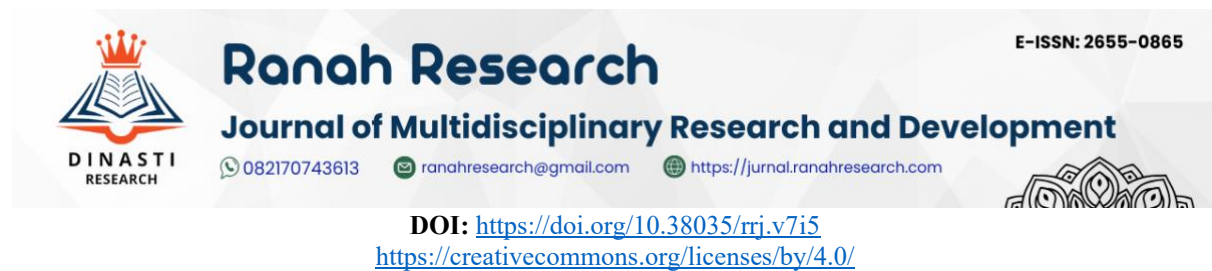 Ranah Research
E-ISSN: 2655-0865
Journal of Multidisciplinary Research and Development
DINASTI
RESEARCH
082170743613 ranahresearch@gmail.com https://jurnal.ranahresearch.com
DOI: https://doi.org/10.38035/rrj.v7i5
https://creativecommons.org/licenses/by/4.0/